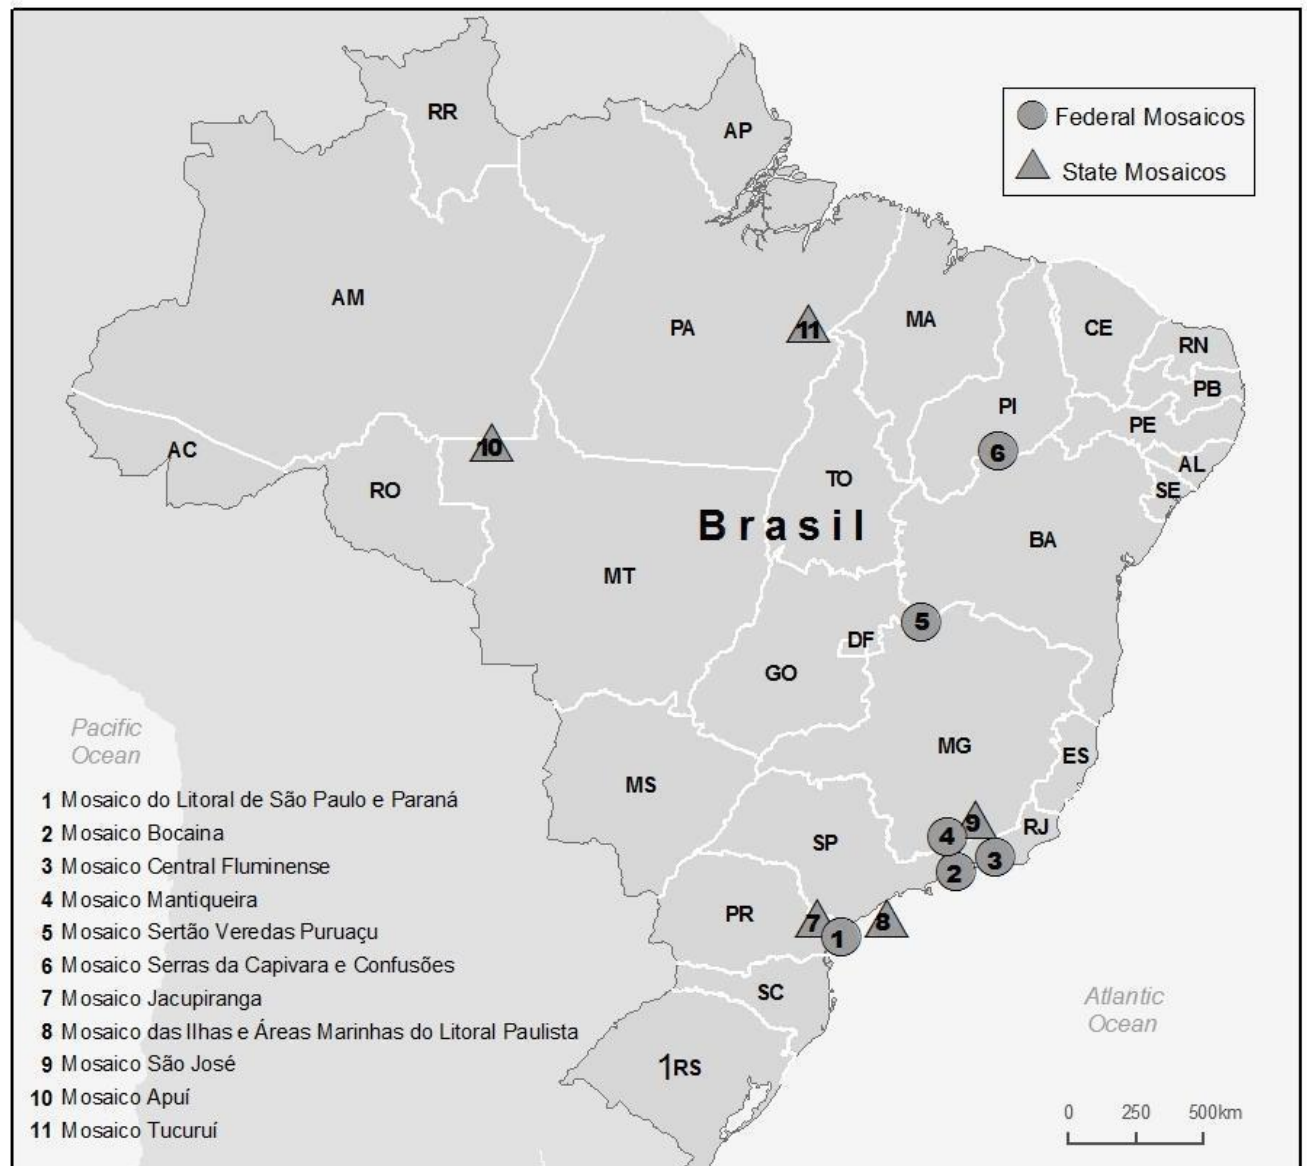 RR
AP
Federal Mosaicos
State Mosaicos
AM
PA
11
MA
CE
RN
PB
PI
PE
AC
10
6
AL
RO
TO
SE
Brasil
BA
MT
5
DF
GO
Pacific
Ocean
MG
ES
MS
1 Mosaico do Litoral de São Paulo e Paraná
2 Mosaico Bocaina
3 Mosaico Central Fluminense
4 Mosaico Mantiqueira
5 Mosaico Sertão Veredas Puruaçu
6 Mosaico Serras da Capivara e Confusões
7 Mosaico Jacupiranga
8 Mosaico das Ilhas e Áreas Marinhas do Litoral Paulista
9 Mosaico São José
10 Mosaico Apuí
11 Mosaico Tucuruí
9
RJ
4
SP
3
2
PR
7
8
1
SC
Atlantic
Ocean
1RS
0 250 500km